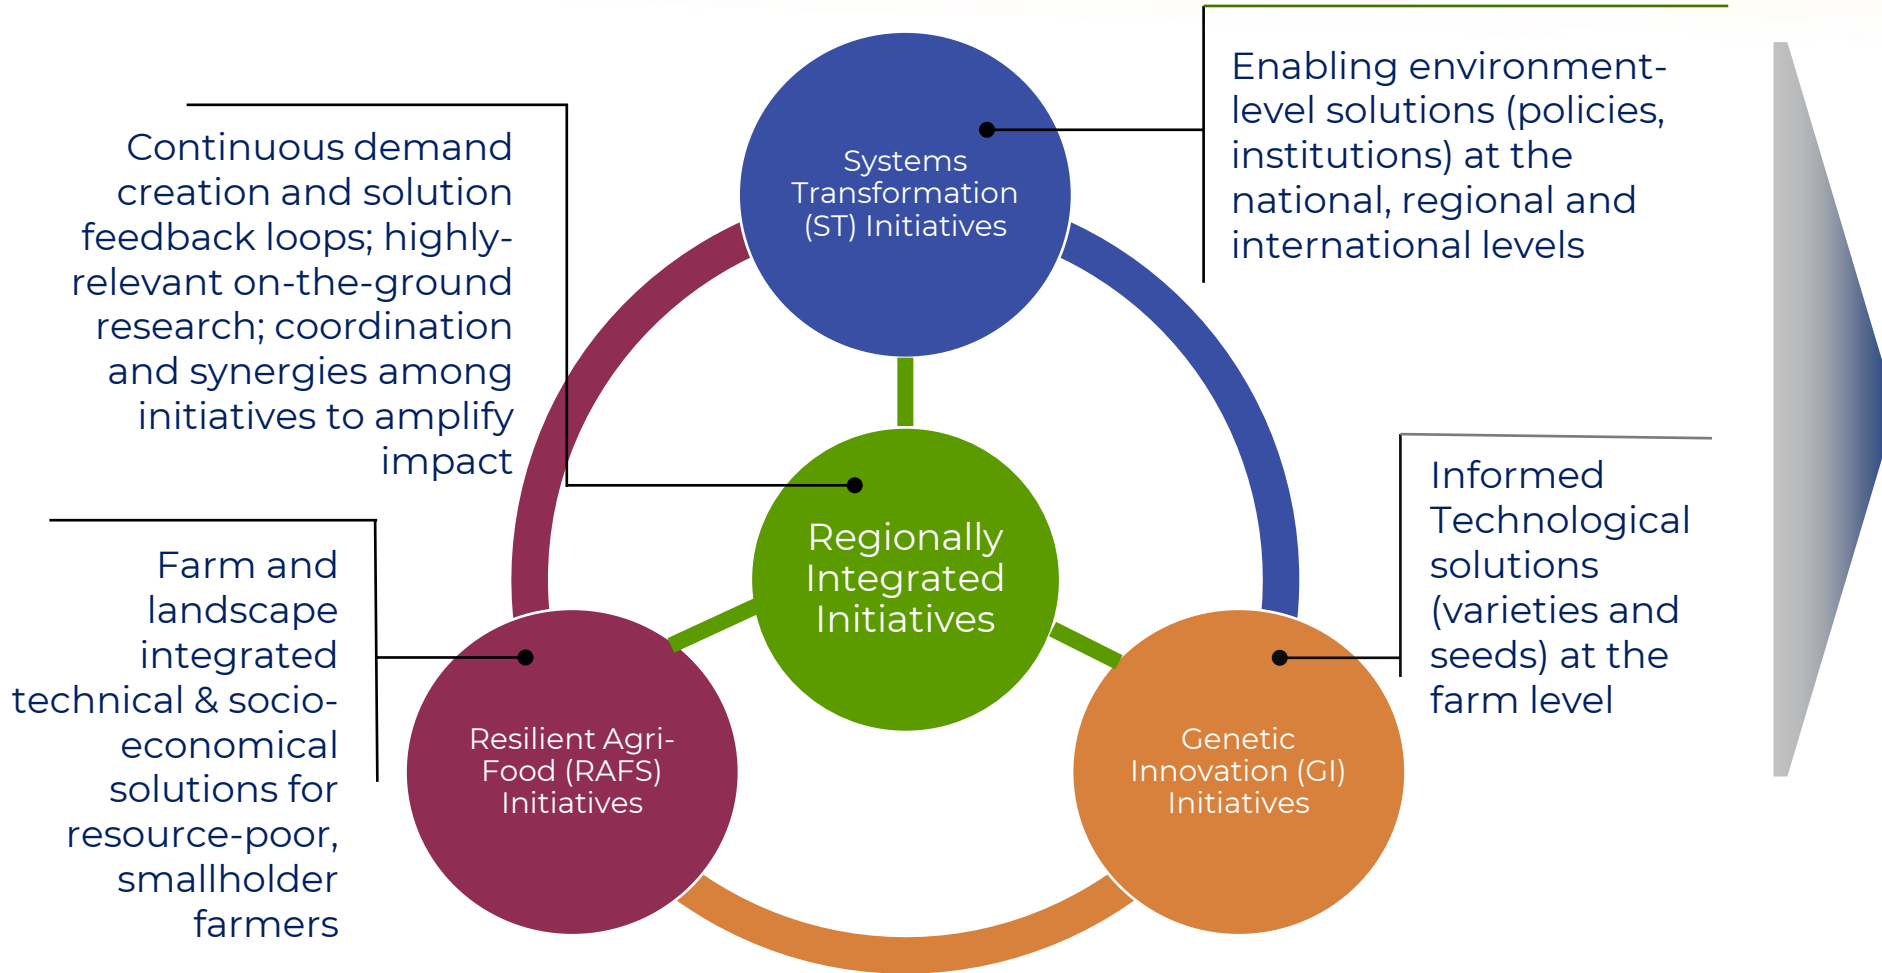 Continuous demand
creation and solution
feedback loops; highly-
relevant on-the-ground
research; coordination
and synergies among
initiatives to amplify
impact
Systems
Transformation
(ST) Initiatives
Enabling environment-
level solutions (policies,
institutions) at the
national, regional and
international levels
Regionally
Integrated
Initiatives
Farm and
landscape
integrated
technical & socio-
economical
solutions for
resource-poor,
smallholder
farmers
Resilient Agri-
Food (RAFS)
Initiatives
Genetic
Innovation (GI)
Initiatives
Informed
Technological
solutions
(varieties and
seeds) at the
farm level